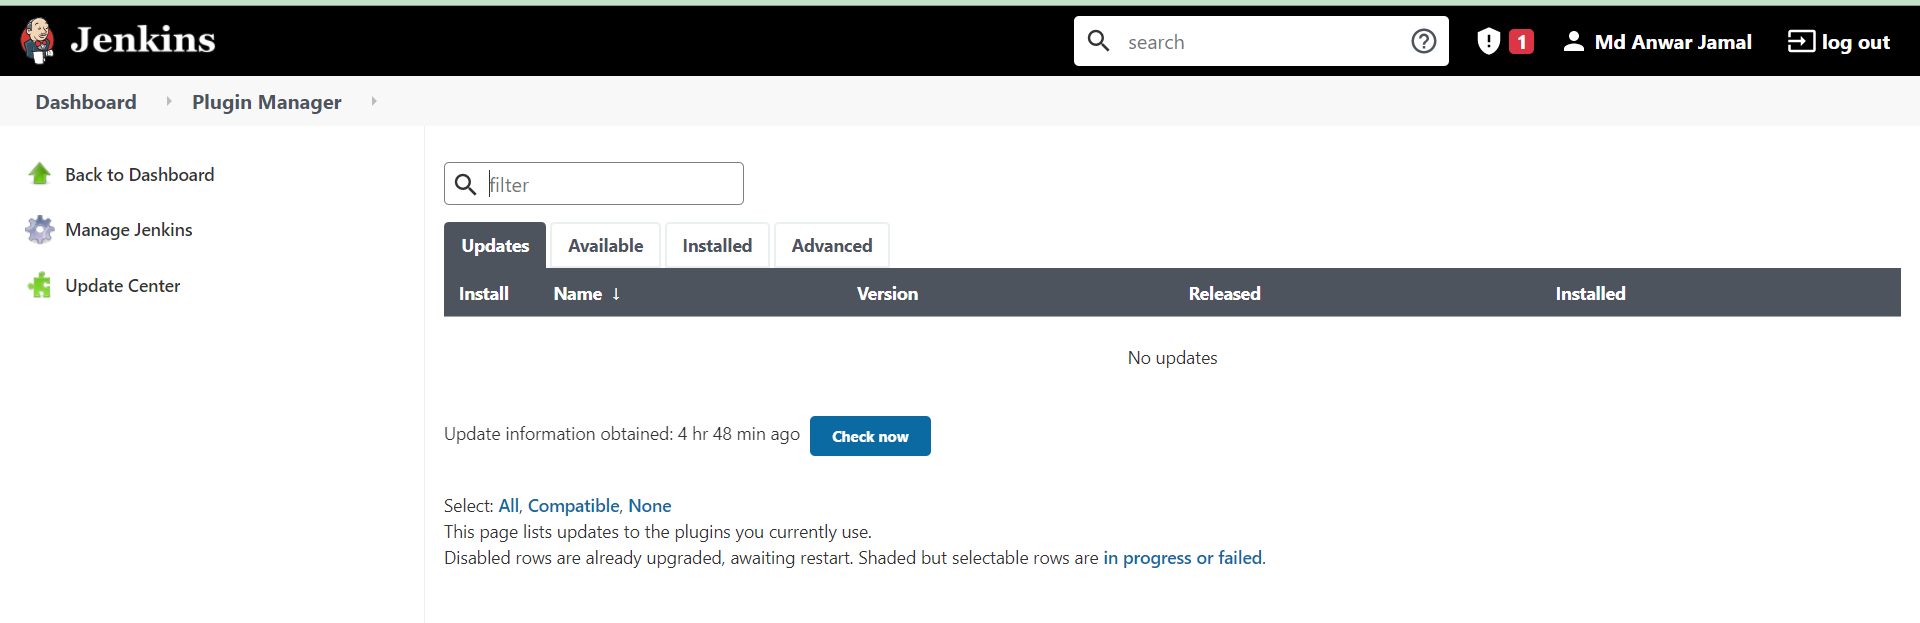 Jenkins
search
1
Md Anwar Jamal
log out
Dashboard
Plugin Manager
Back to Dashboard
Manage Jenkins
Update Center
filter
Updates
Available
Installed
Advanced
Install
Name ↓
Version
Released
Installed
No updates
Update information obtained: 4 hr 48 min ago
Check now
Select: All, Compatible, None
This page lists updates to the plugins you currently use.
Disabled rows are already upgraded, awaiting restart. Shaded but selectable rows are in progress or failed.